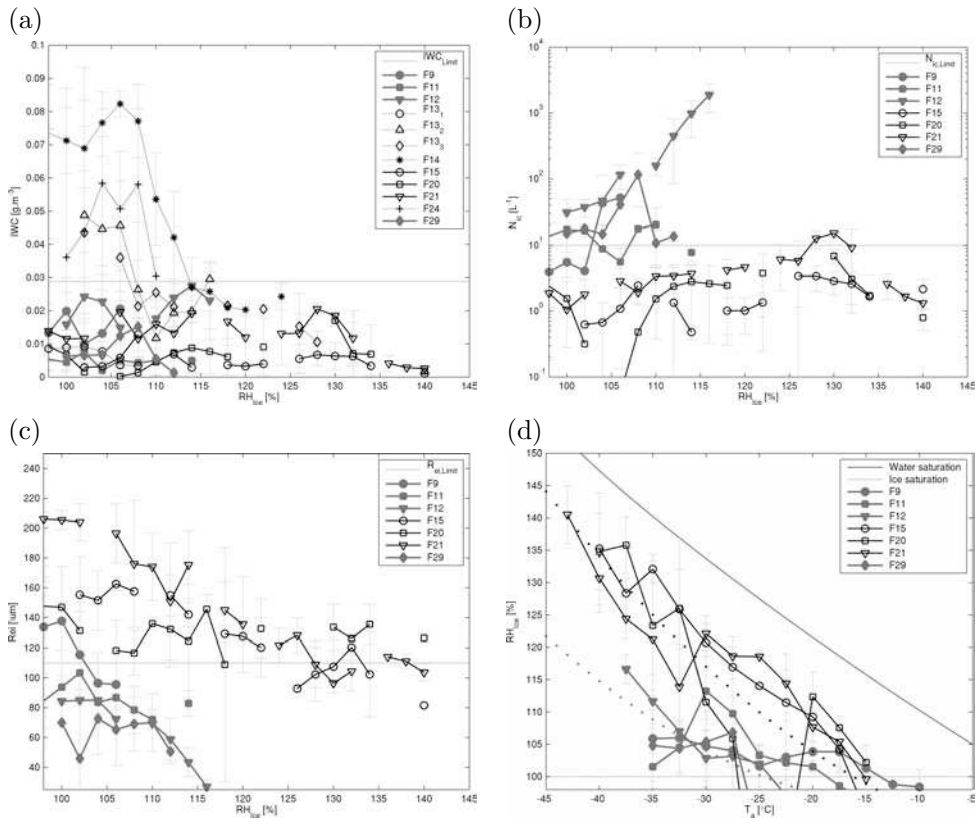 (a)
0.1
0.09
0.08
0.07
0.06
0.05
0.04
0.03
0.02
0.01
0
IWC [g.m⁻³]
100 105 110 115 120 125 130 135 140 145
RH_Ice [%]
IWC_Limit
F9
F11
F12
F13₁
F13₂
F13₃
F14
F15
F20
F21
F24
F29
(b)
10⁴
10³
10²
10¹
10⁰
10⁻¹
N_ic [L⁻¹]
100 105 110 115 120 125 130 135 140 145
RH_Ice [%]
N_ic,Limit
F9
F11
F12
F15
F20
F21
F29
(c)
240
220
200
180
160
140
120
100
80
60
40
Rei [um]
100 105 110 115 120 125 130 135 140 145
RH_Ice [%]
R_ei,Limit
F9
F11
F12
F15
F20
F21
F29
(d)
150
145
140
135
130
125
120
115
110
105
100
RH_Ice [%]
-45 -40 -35 -30 -25 -20 -15 -10 -5
T_a [°C]
Water saturation
Ice saturation
F9
F11
F12
F15
F20
F21
F29